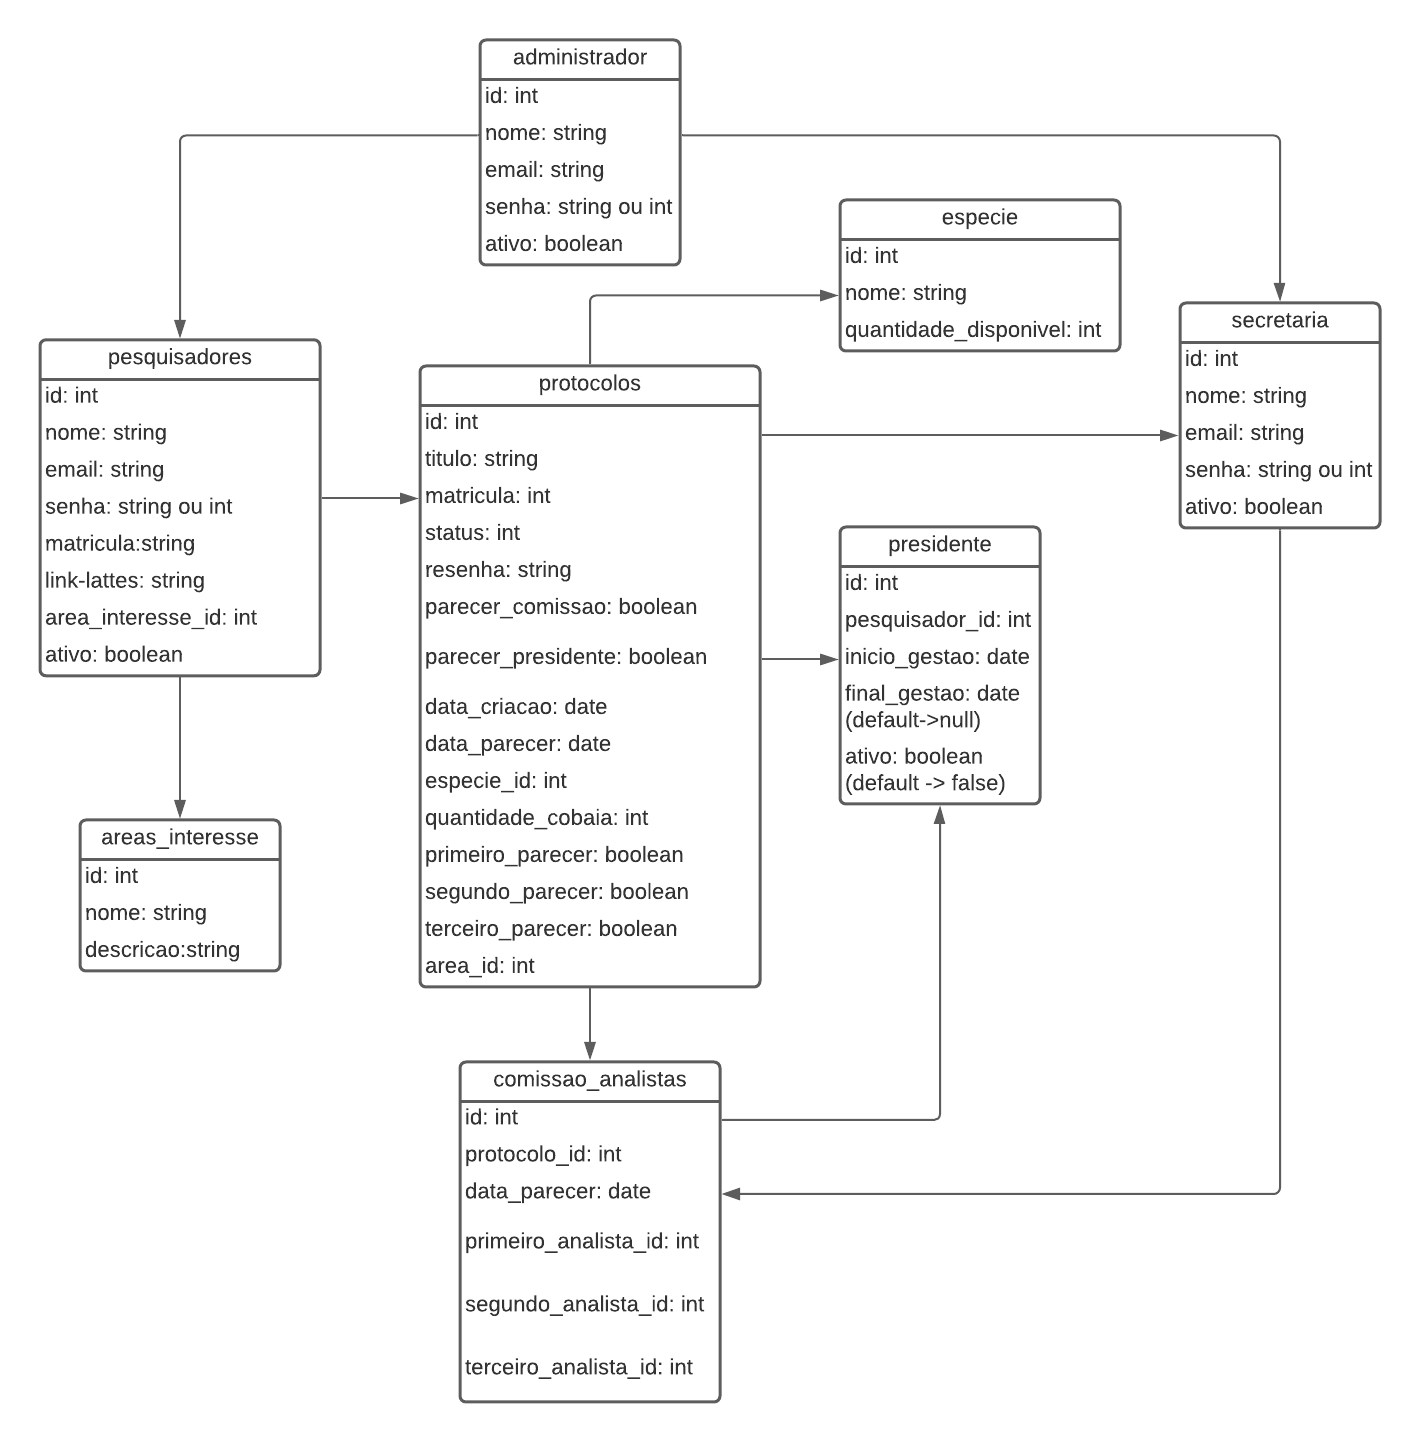 administrador
id: int
nome: string
email: string
senha: string ou int
ativo: boolean
especie
id: int
nome: string
quantidade_disponivel: int
secretaria
id: int
nome: string
email: string
senha: string ou int
ativo: boolean
pesquisadores
id: int
nome: string
email: string
senha: string ou int
matricula:string
link-lattes: string
area_interesse_id: int
ativo: boolean
protocolos
id: int
titulo: string
matricula: int
status: int
resenha: string
parecer_comissao: boolean
parecer_presidente: boolean
data_criacao: date
data_parecer: date
especie_id: int
quantidade_cobaia: int
primeiro_parecer: boolean
segundo_parecer: boolean
terceiro_parecer: boolean
area_id: int
presidente
id: int
pesquisador_id: int
inicio_gestao: date
final_gestao: date
(default->null)
ativo: boolean
(default -> false)
areas_interesse
id: int
nome: string
descricao:string
comissao_analistas
id: int
protocolo_id: int
data_parecer: date
primeiro_analista_id: int
segundo_analista_id: int
terceiro_analista_id: int